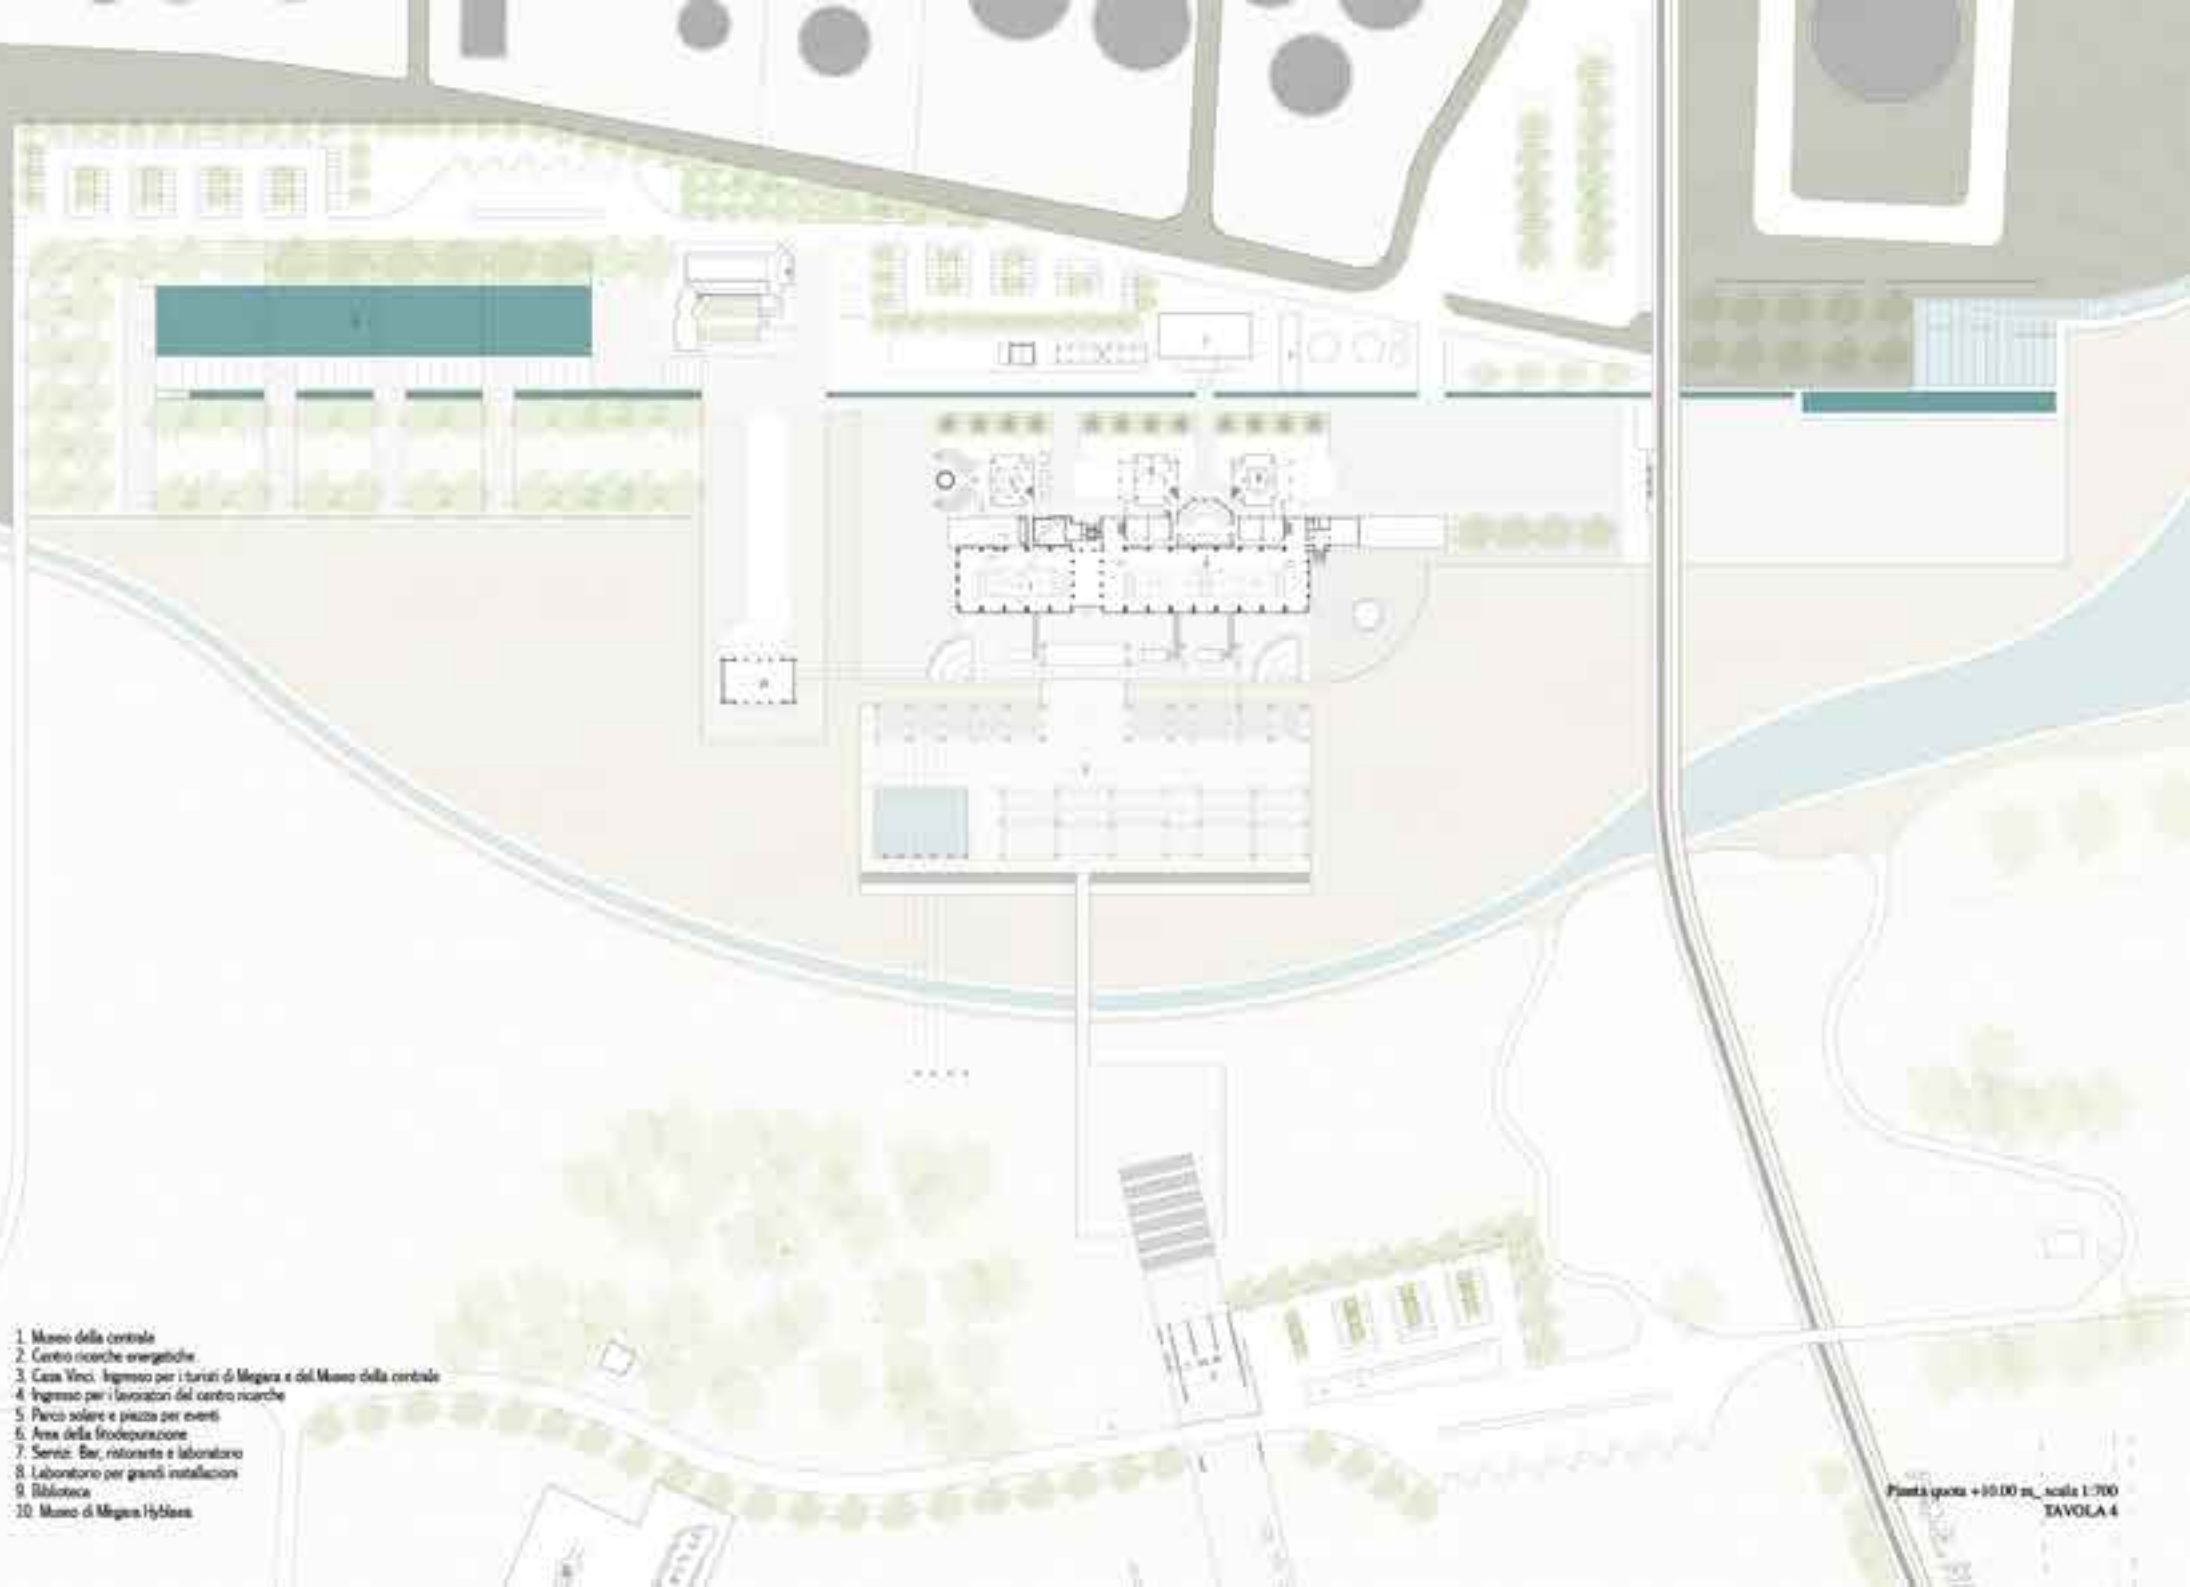 1. Museo della centrale
2. Centro ricerche energetiche
3. Casa Vinci. Ingresso per i turisti di Megara e del Museo della centrale
4. Ingresso per i lavoratori del centro ricerche
5. Parco solare e piazza per eventi
6. Area della fitodepurazione
7. Servizi: Bar, ristorante e laboratorio
8. Laboratorio per grandi installazioni
9. Biblioteca
10. Museo di Megara Hyblaea
Pianta quota +10.00 m_ scala 1:700
TAVOLA 4